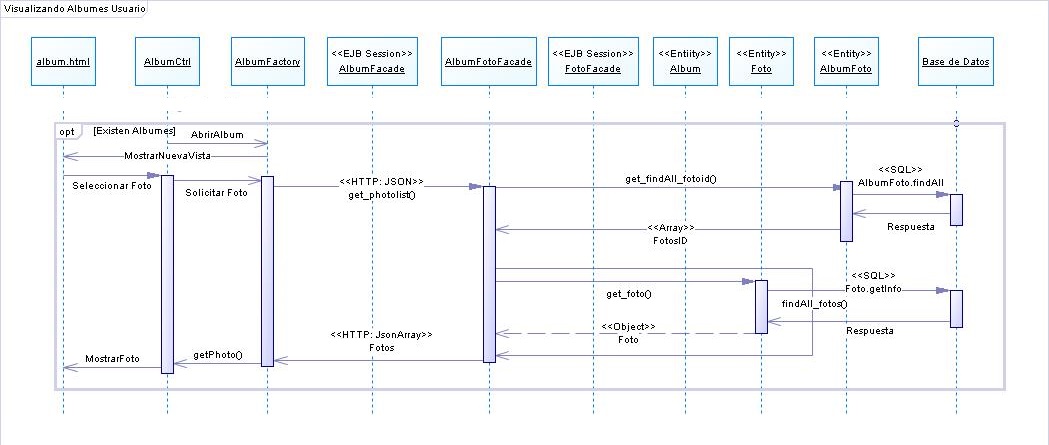 Visualizando Albumes Usuario
album.html
AlbumCtrl
AlbumFactory
<<EJB Session>>
AlbumFacade
AlbumFotoFacade
<<EJB Session>>
FotoFacade
<<Entiity>>
Album
<<Entity>>
Foto
<<Entity>>
AlbumFoto
Base de Datos
opt
[Existen Albumes]
AbrirAlbum
MostrarNuevaVista
Seleccionar Foto
Solicitar Foto
<<HTTP: JSON>>
get_photolist()
get_findAll_fotoid()
<<SQL>>
AlbumFoto.findAll
Respuesta
<<Array>>
FotosID
<<SQL>>
Foto.getInfo
get_foto()
findAll_fotos()
Respuesta
<<Object>>
Foto
<<HTTP: JsonArray>>
Fotos
getPhoto()
MostrarFoto